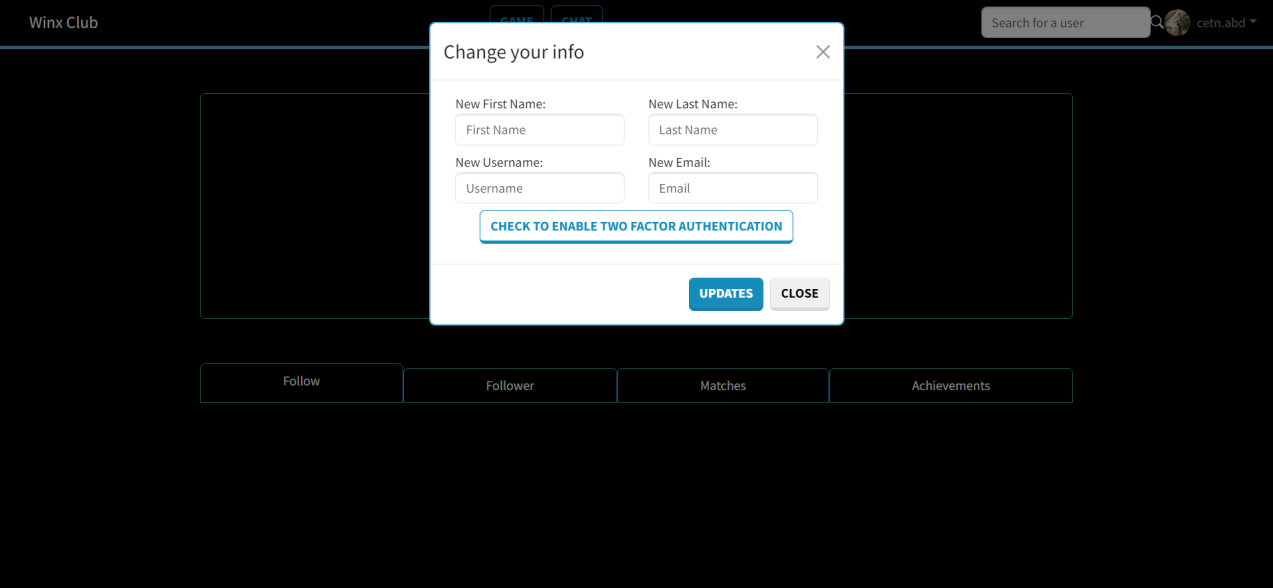 Winx Club
GAME
CHAT
Search for a user
cetn.abd
Change your info
New First Name:
New Last Name:
First Name
Last Name
New Username:
New Email:
Username
Email
CHECK TO ENABLE TWO FACTOR AUTHENTICATION
UPDATES
CLOSE
Follow
Follower
Matches
Achievements